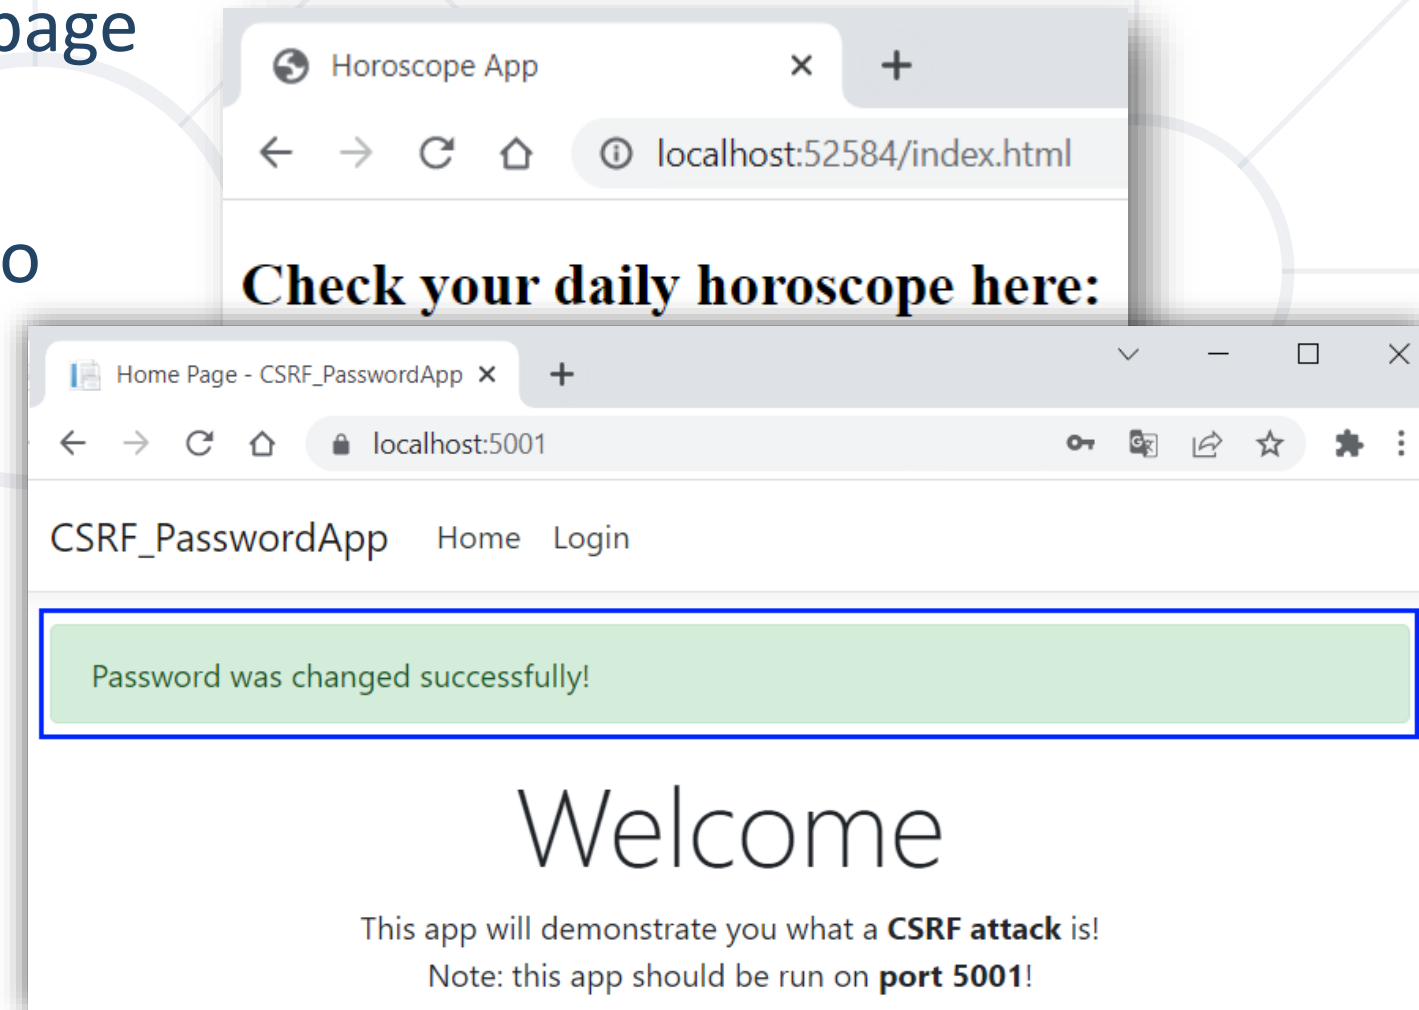 page
Horoscope App
localhost:52584/index.html
o
Check your daily horoscope here:
Home Page - CSRF_PasswordApp
localhost:5001
CSRF_PasswordApp Home Login
Password was changed successfully!
Welcome
This app will demonstrate you what a CSRF attack is!
Note: this app should be run on port 5001!